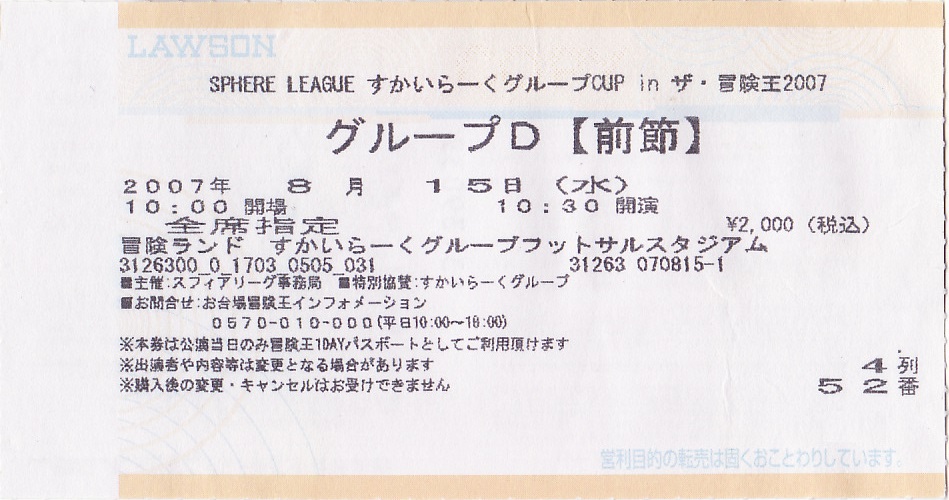 LAWSON
SPHERE LEAGUE すかいらーくグループCUP in ザ・冒険王2007
グループD【前節】
2007年 8 月 15日 (水)
10:00 開場 10:30 開演
全席指定 ¥2,000 (税込)
冒険ランド すかいらーくグループフットサルスタジアム
3126300_0_1703_0505_031 31263 070815-1
■主催:スフィアリーグ事務局 ■特別協賛:すかいらーくグループ
■お問合せ:お台場冒険王インフォメーション
0570-010-000(平日10:00〜18:00)
※本券は公演当日のみ冒険王1DAYパスポートとしてご利用頂けます
※出演者や内容等は変更となる場合があります
4列
※購入後の変更・キャンセルはお受けできません
52番
営利目的の転売は固くおことわりしています。